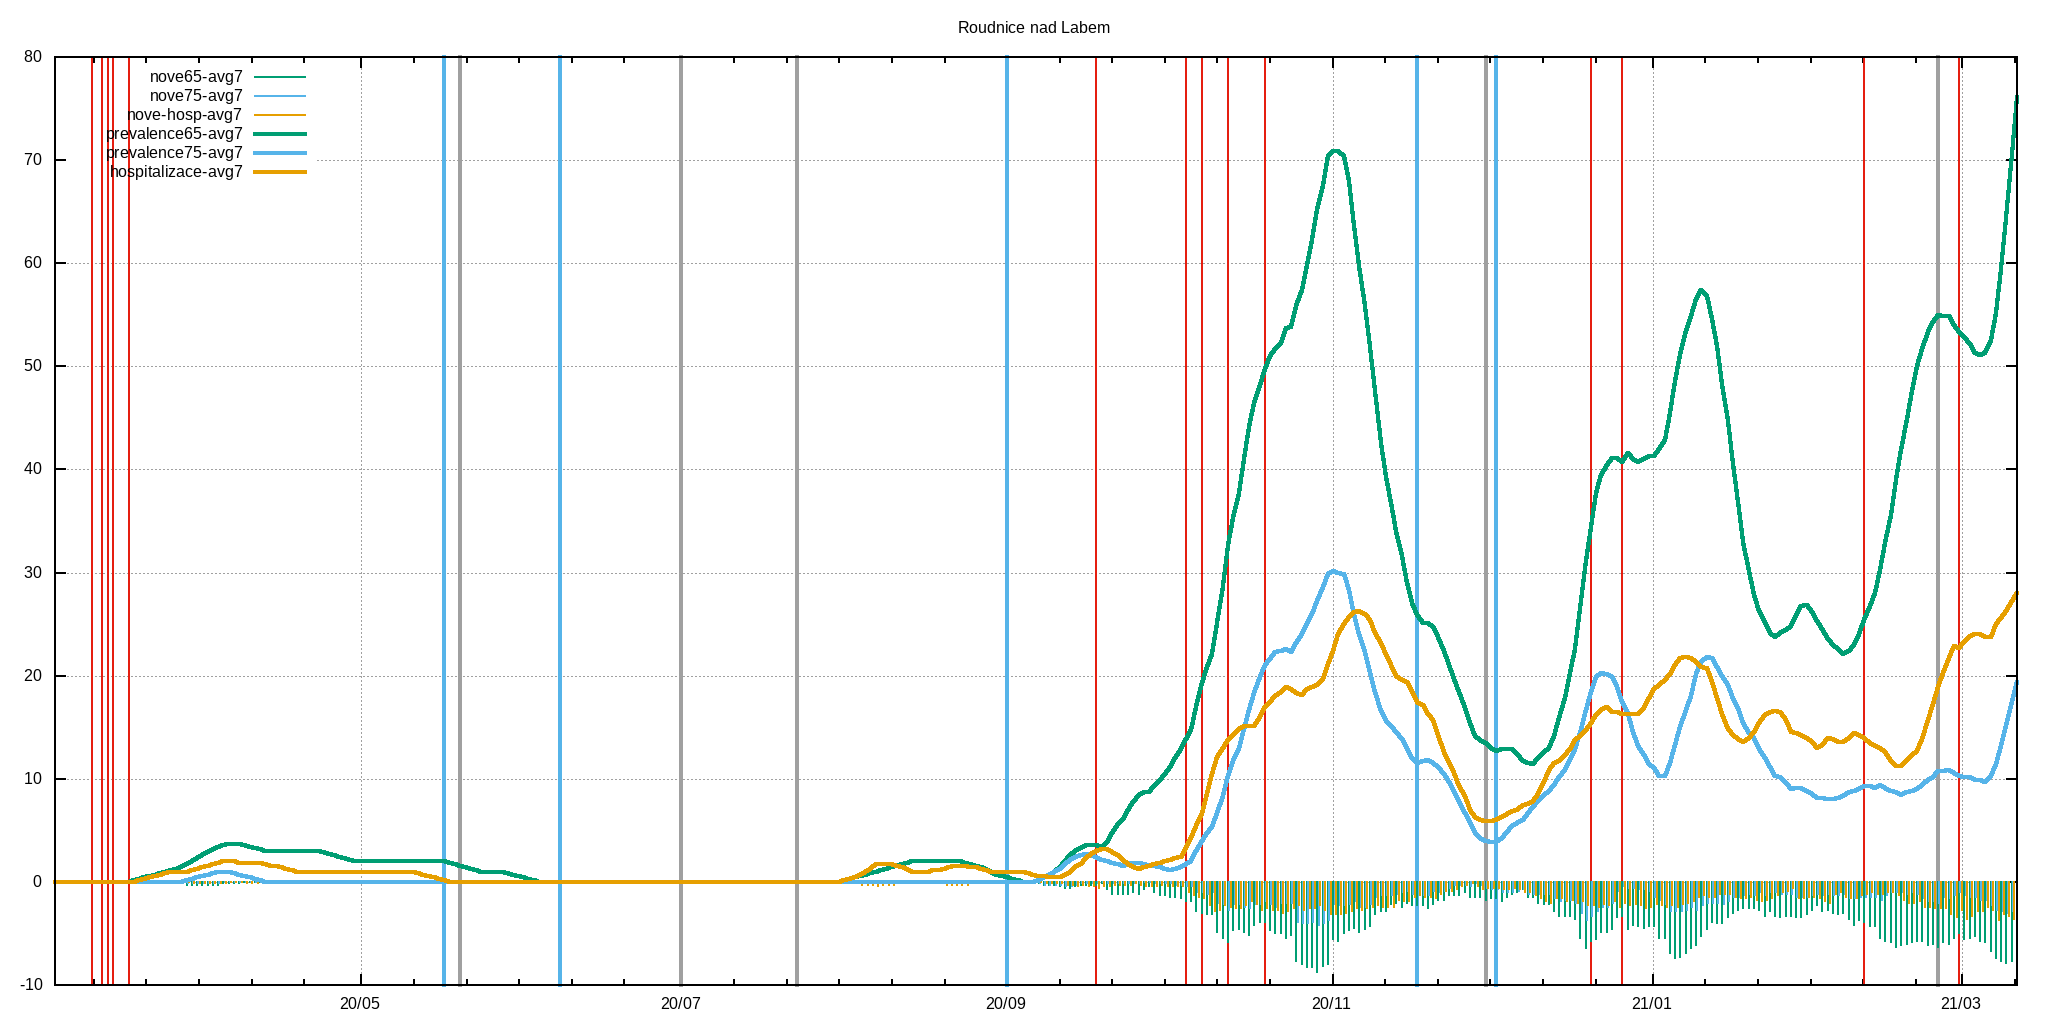 Roudnice nad Labem
80
70
60
50
40
30
20
10
0
-10
nove65-avg7
nove75-avg7
nove-hosp-avg7
prevalence65-avg7
prevalence75-avg7
hospitalizace-avg7
20/05 20/07 20/09 20/11 21/01 21/03